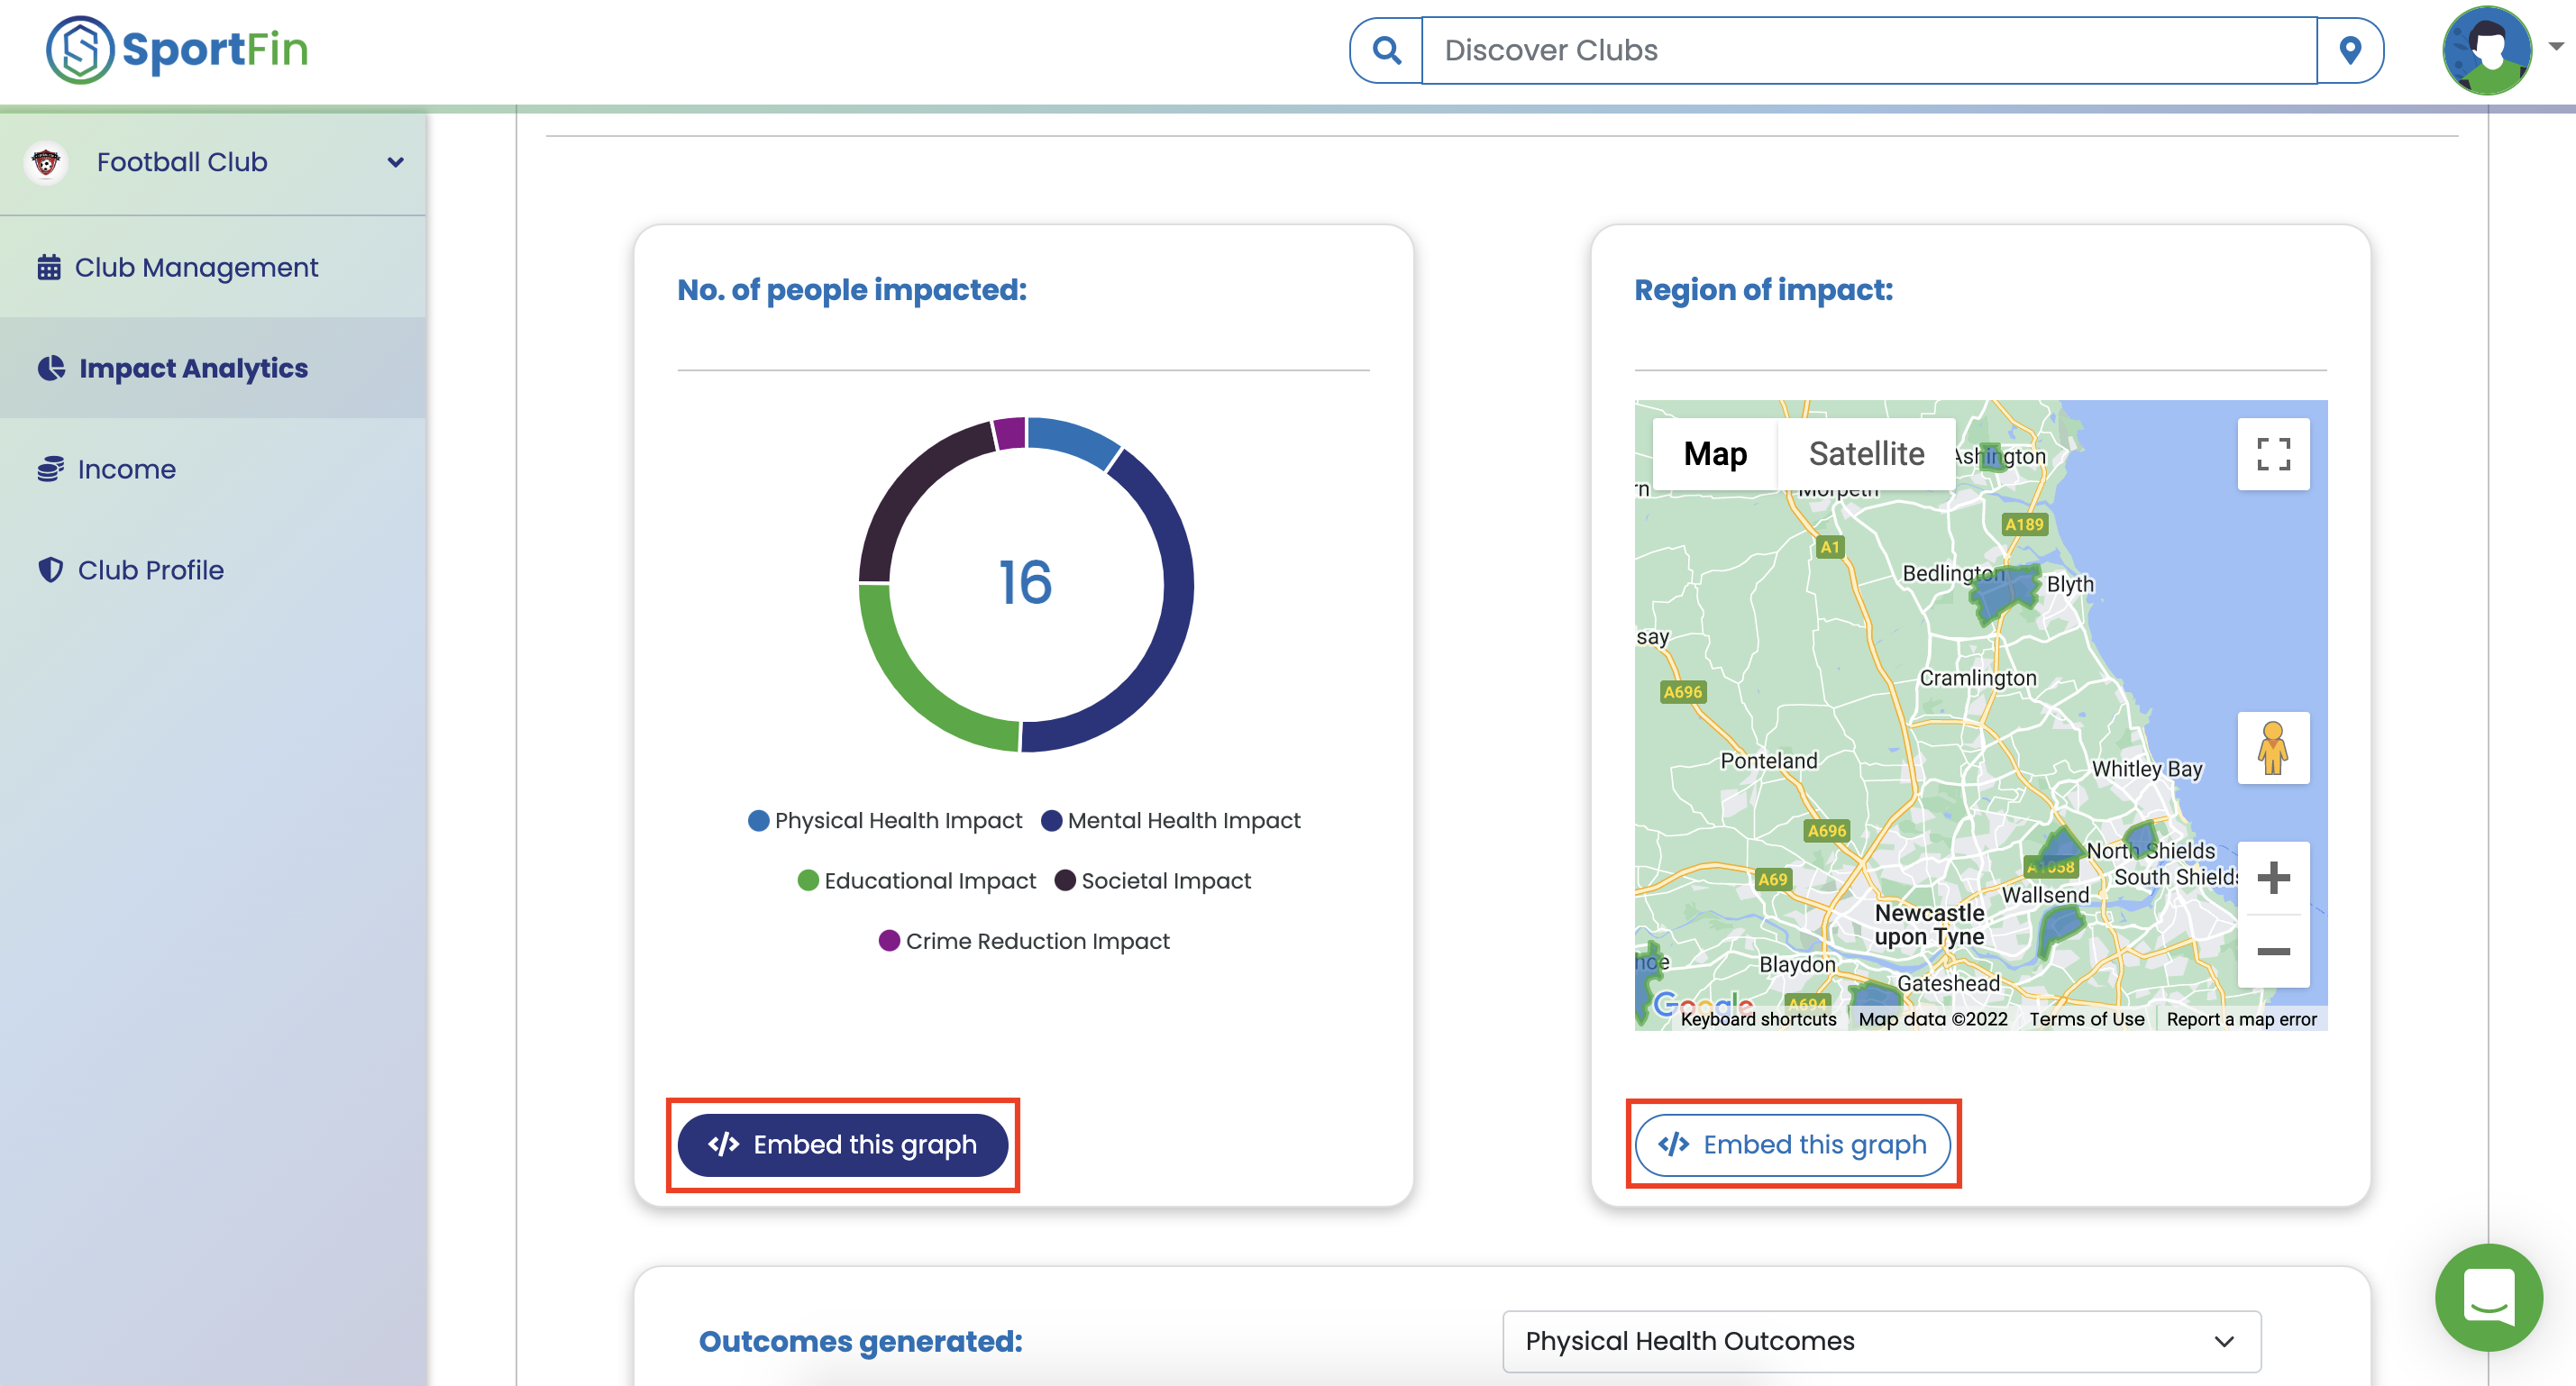 SportFin
Discover Clubs
Football Club
Club Management
Impact Analytics
Income
Club Profile
No. of people impacted:
16
Physical Health Impact Mental Health Impact
Educational Impact Societal Impact
Crime Reduction Impact
</> Embed this graph
Region of impact:
Map Satellite
Ashington
Morpeth
A189
A1
Bedlington
Blyth
say
Cramlington
A696
Ponteland
Whitley Bay
A696
North Shields
A1058
A69
South Shields
Wallsend
Newcastle
upon Tyne
Blaydon
Gateshead
A694
Google
Keyboard shortcuts Map data ©2022 Terms of Use Report a map error
</> Embed this graph
Outcomes generated:
Physical Health Outcomes